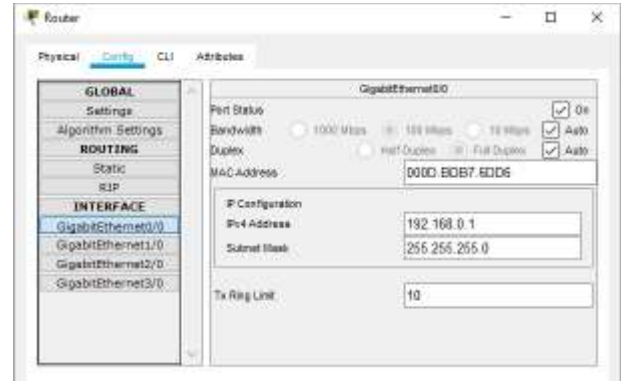 Router
Physical Config CLI Attributes
GLOBAL
Settings
Algorithm Settings
ROUTING
Static
RIP
INTERFACE
GigabitEthernet0/0
GigabitEthernet1/0
GigabitEthernet2/0
GigabitEthernet3/0
GigabitEthernet0/0
Port Status On
Bandwidth 1000 Mbps 100 Mbps 10 Mbps Auto
Duplex Half Duplex Full Duplex Auto
MAC Address 000D.BDB7.6DD6
IP Configuration
IPv4 Address 192.168.0.1
Subnet Mask 255.255.255.0
Tx Ring Limit 10